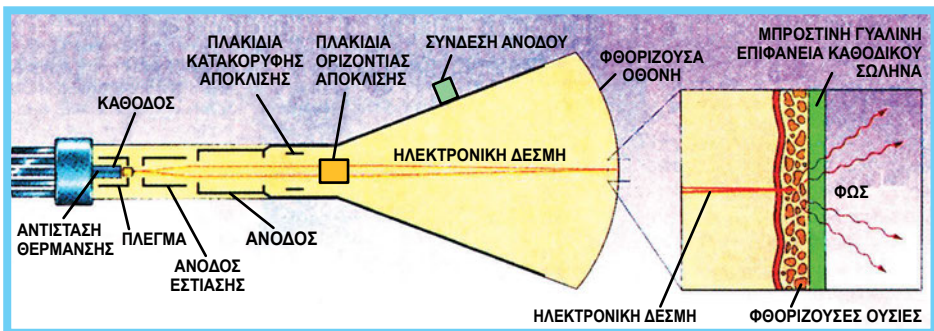 ΠΛΑΚΙΔΙΑ
ΚΑΤΑΚΟΡΥΦΗΣ
ΑΠΟΚΛΙΣΗΣ
ΠΛΑΚΙΔΙΑ
ΟΡΙΖΟΝΤΙΑΣ
ΑΠΟΚΛΙΣΗΣ
ΣΥΝΔΕΣΗ ΑΝΟΔΟΥ
ΦΘΟΡΙΖΟΥΣΑ
ΟΘΟΝΗ
ΜΠΡΟΣΤΙΝΗ ΓΥΑΛΙΝΗ
ΕΠΙΦΑΝΕΙΑ ΚΑΘΟΔΙΚΟΥ
ΣΩΛΗΝΑ
ΚΑΘΟΔΟΣ
ΗΛΕΚΤΡΟΝΙΚΗ ΔΕΣΜΗ
ΦΩΣ
ΑΝΤΙΣΤΑΣΗ
ΘΕΡΜΑΝΣΗΣ
ΠΛΕΓΜΑ
ΑΝΟΔΟΣ
ΕΣΤΙΑΣΗΣ
ΑΝΟΔΟΣ
ΗΛΕΚΤΡΟΝΙΚΗ ΔΕΣΜΗ
ΦΘΟΡΙΖΟΥΣΕΣ ΟΥΣΙΕΣ